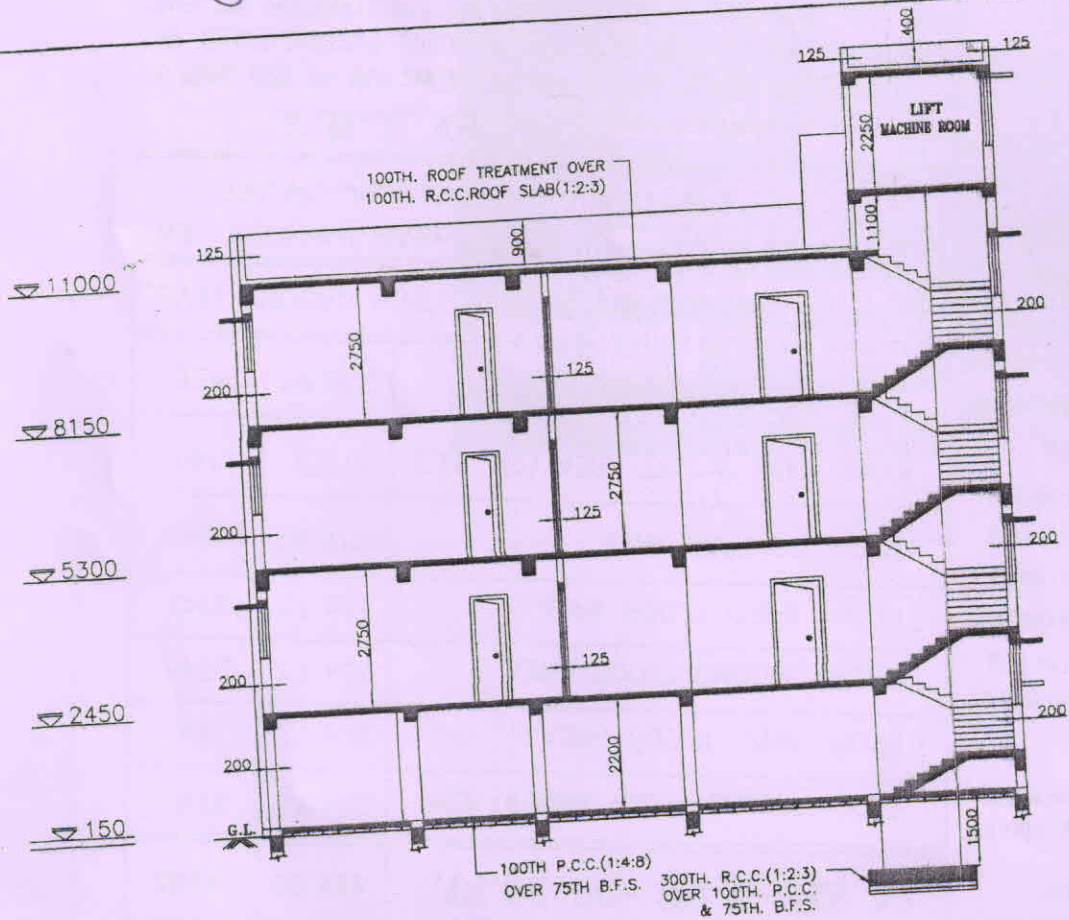 400
125
125
LIFT
MACHINE ROOM
2250
100TH. ROOF TREATMENT OVER
100TH. R.C.C.ROOF SLAB(1:2:3)
1100
125
900
11000
200
2750
125
200
8150
2750
125
200
200
5300
2750
125
200
2450
200
2200
200
150
G.L.
1500
100TH P.C.C.(1:4:8)
OVER 75TH B.F.S.
300TH. R.C.C.(1:2:3)
OVER 100TH. P.C.C.
& 75TH. B.F.S.